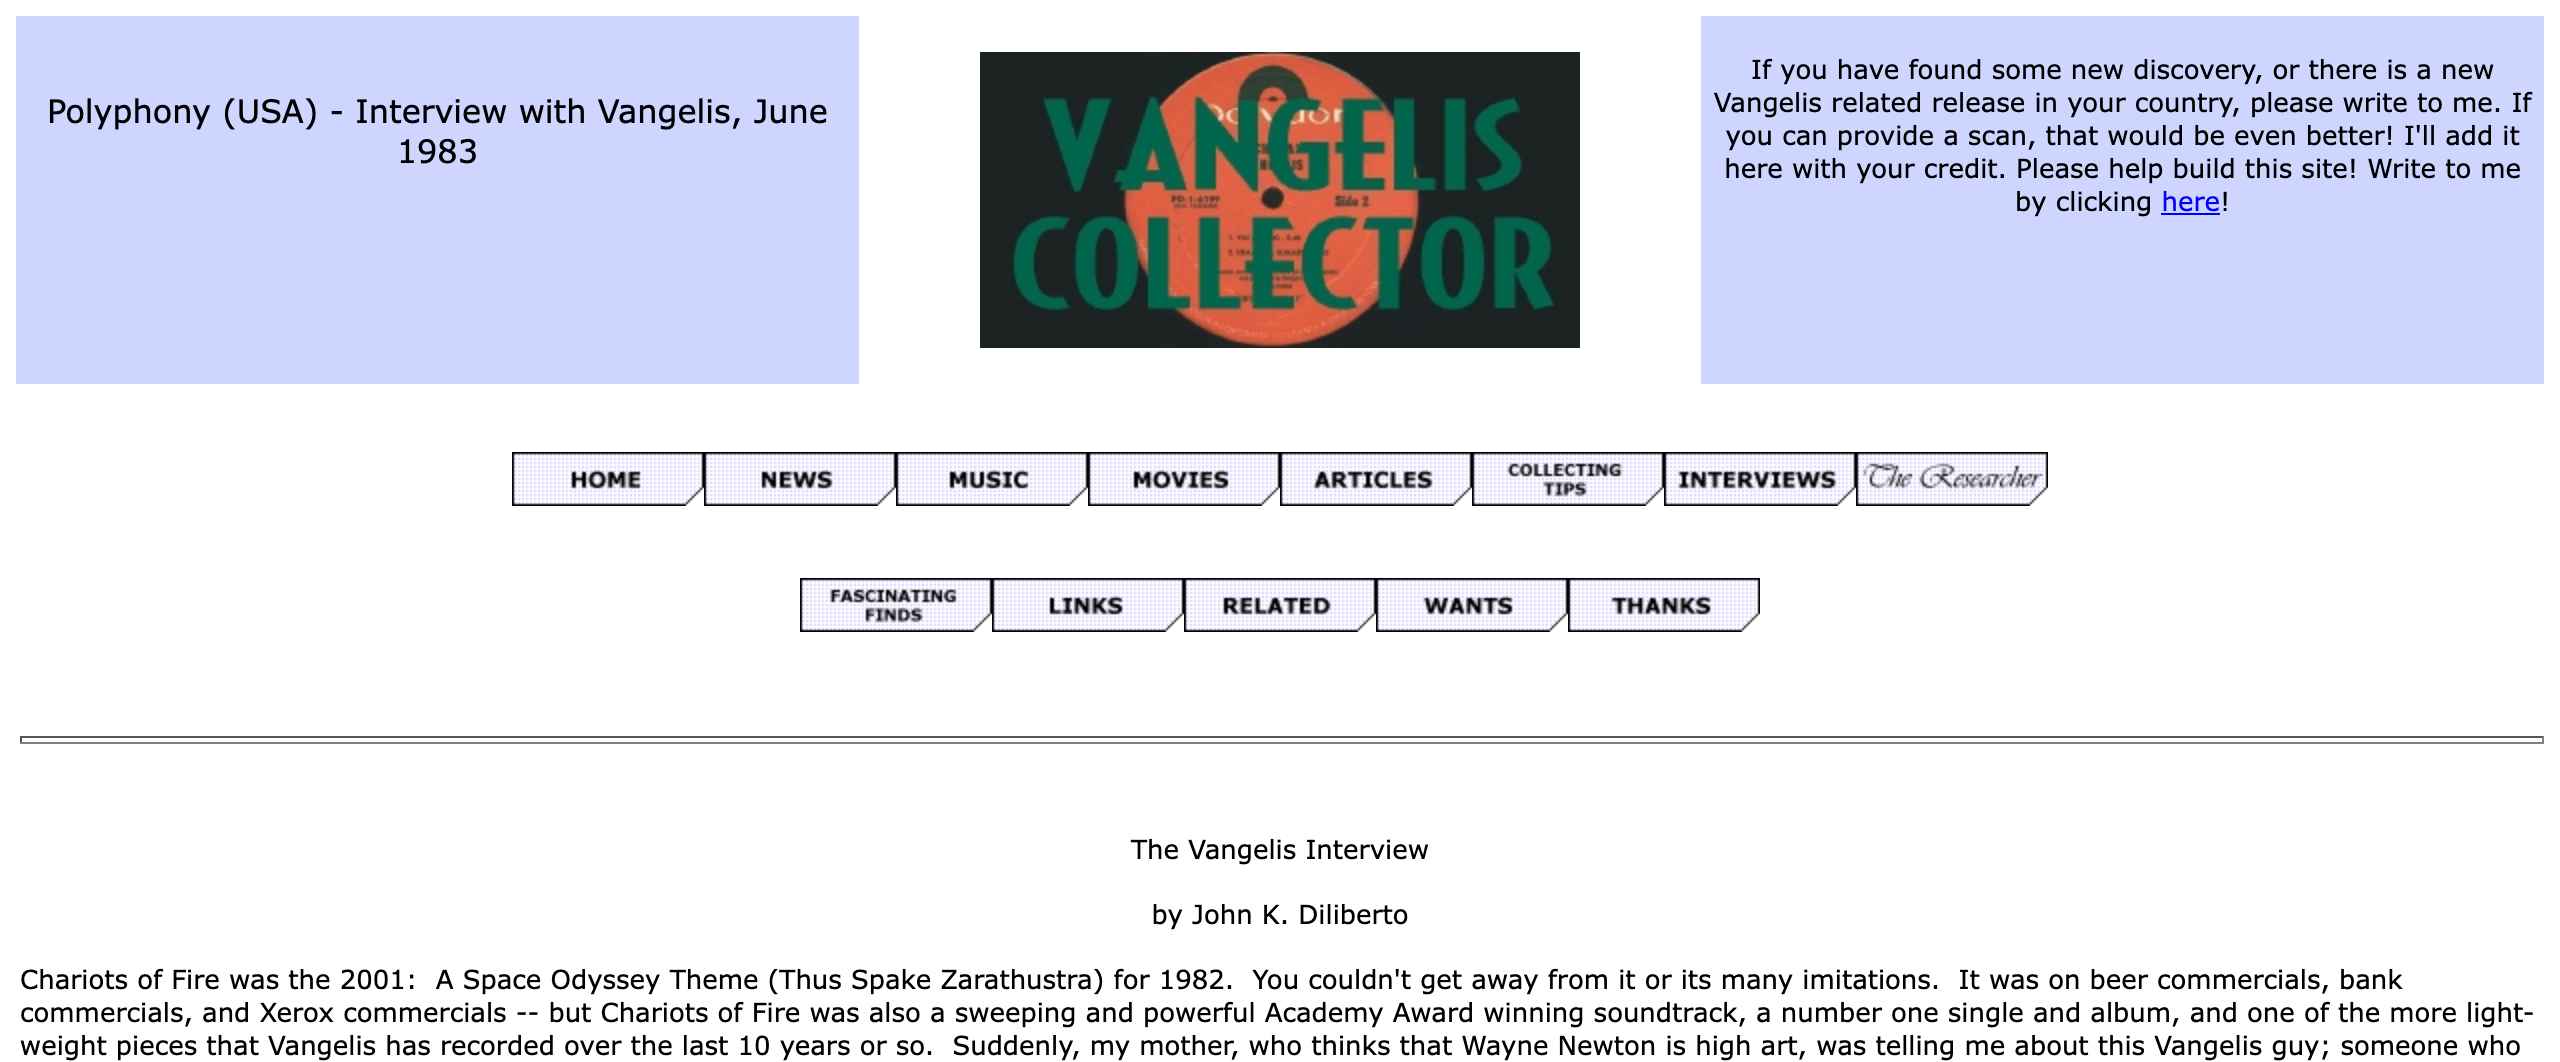 Polyphony (USA) - Interview with Vangelis, June
1983
VANGELIS
COLLECTOR
Side 2
If you have found some new discovery, or there is a new
Vangelis related release in your country, please write to me. If
you can provide a scan, that would be even better! I'll add it
here with your credit. Please help build this site! Write to me
by clicking here!
HOME NEWS MUSIC MOVIES ARTICLES COLLECTING TIPS INTERVIEWS The Researcher
FASCINATING FINDS LINKS RELATED WANTS THANKS
The Vangelis Interview
by John K. Diliberto
Chariots of Fire was the 2001:  A Space Odyssey Theme (Thus Spake Zarathustra) for 1982.  You couldn't get away from it or its many imitations.  It was on beer commercials, bank
commercials, and Xerox commercials -- but Chariots of Fire was also a sweeping and powerful Academy Award winning soundtrack, a number one single and album, and one of the more light-
weight pieces that Vangelis has recorded over the last 10 years or so.  Suddenly, my mother, who thinks that Wayne Newton is high art, was telling me about this Vangelis guy; someone who